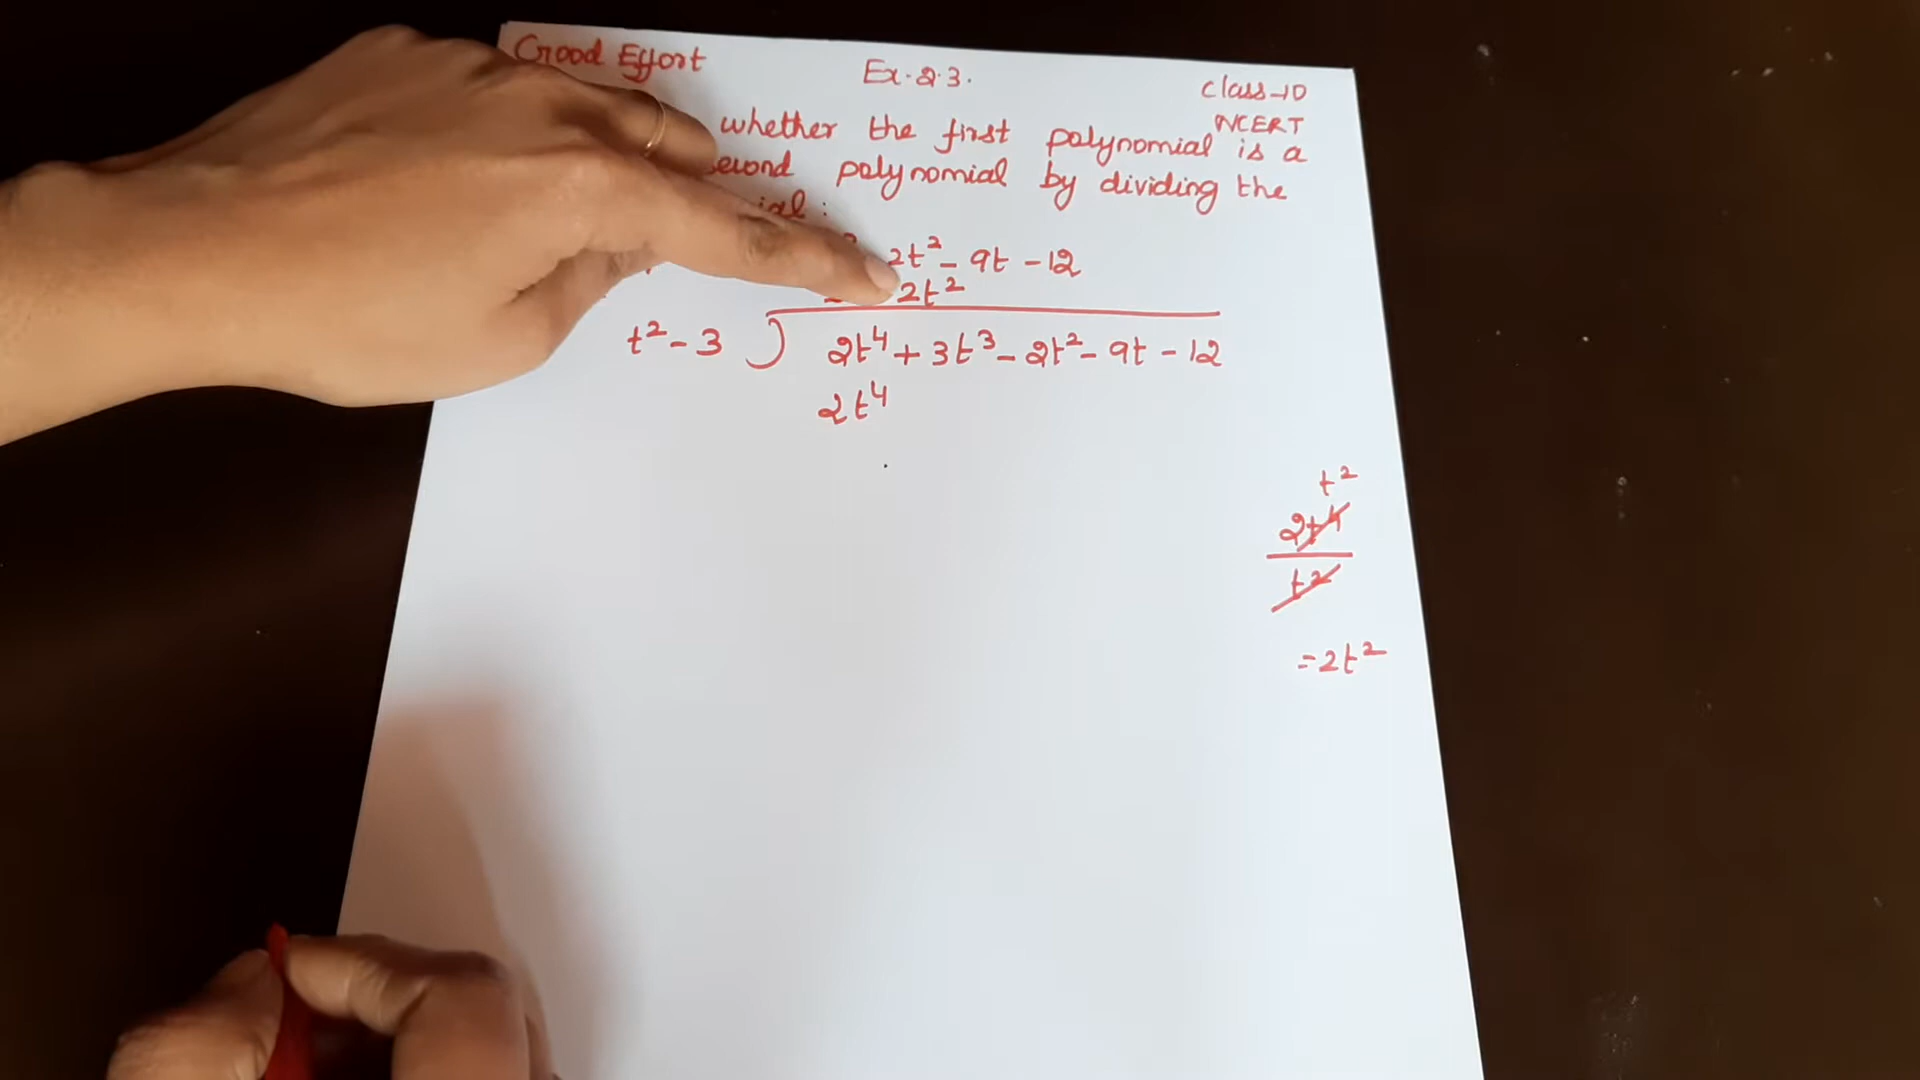 Good Effort
Ex. 2.3.
class-10
NCERT
whether the first polynomial is a
second polynomial by dividing the
:
2t² - 9t - 12
2t²
t² - 3 ) 2t⁴ + 3t³ - 2t² - 9t - 12
2t⁴
t²
2t⁴
t²
= 2t²